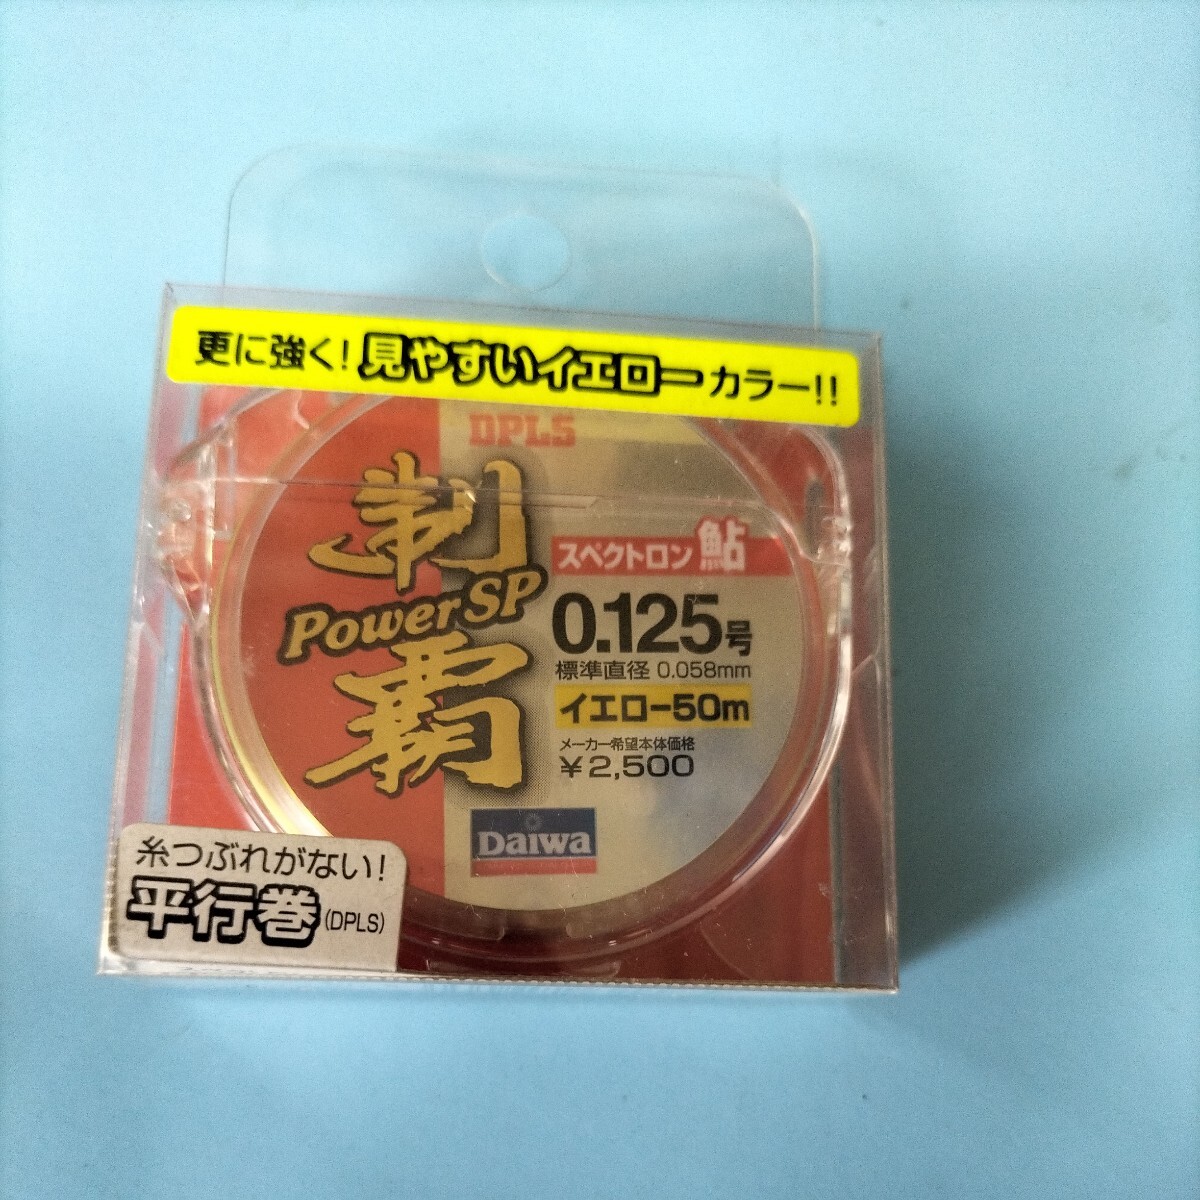 更に強く!見やすいイエローカラー!!
DPLS
制覇
PowerSP
スペクトロン 鮎
0.125号
標準直径 0.058mm
イエロー50m
メーカー希望本体価格
¥2,500
Daiwa
糸つぶれがない!
平行巻(DPLS)